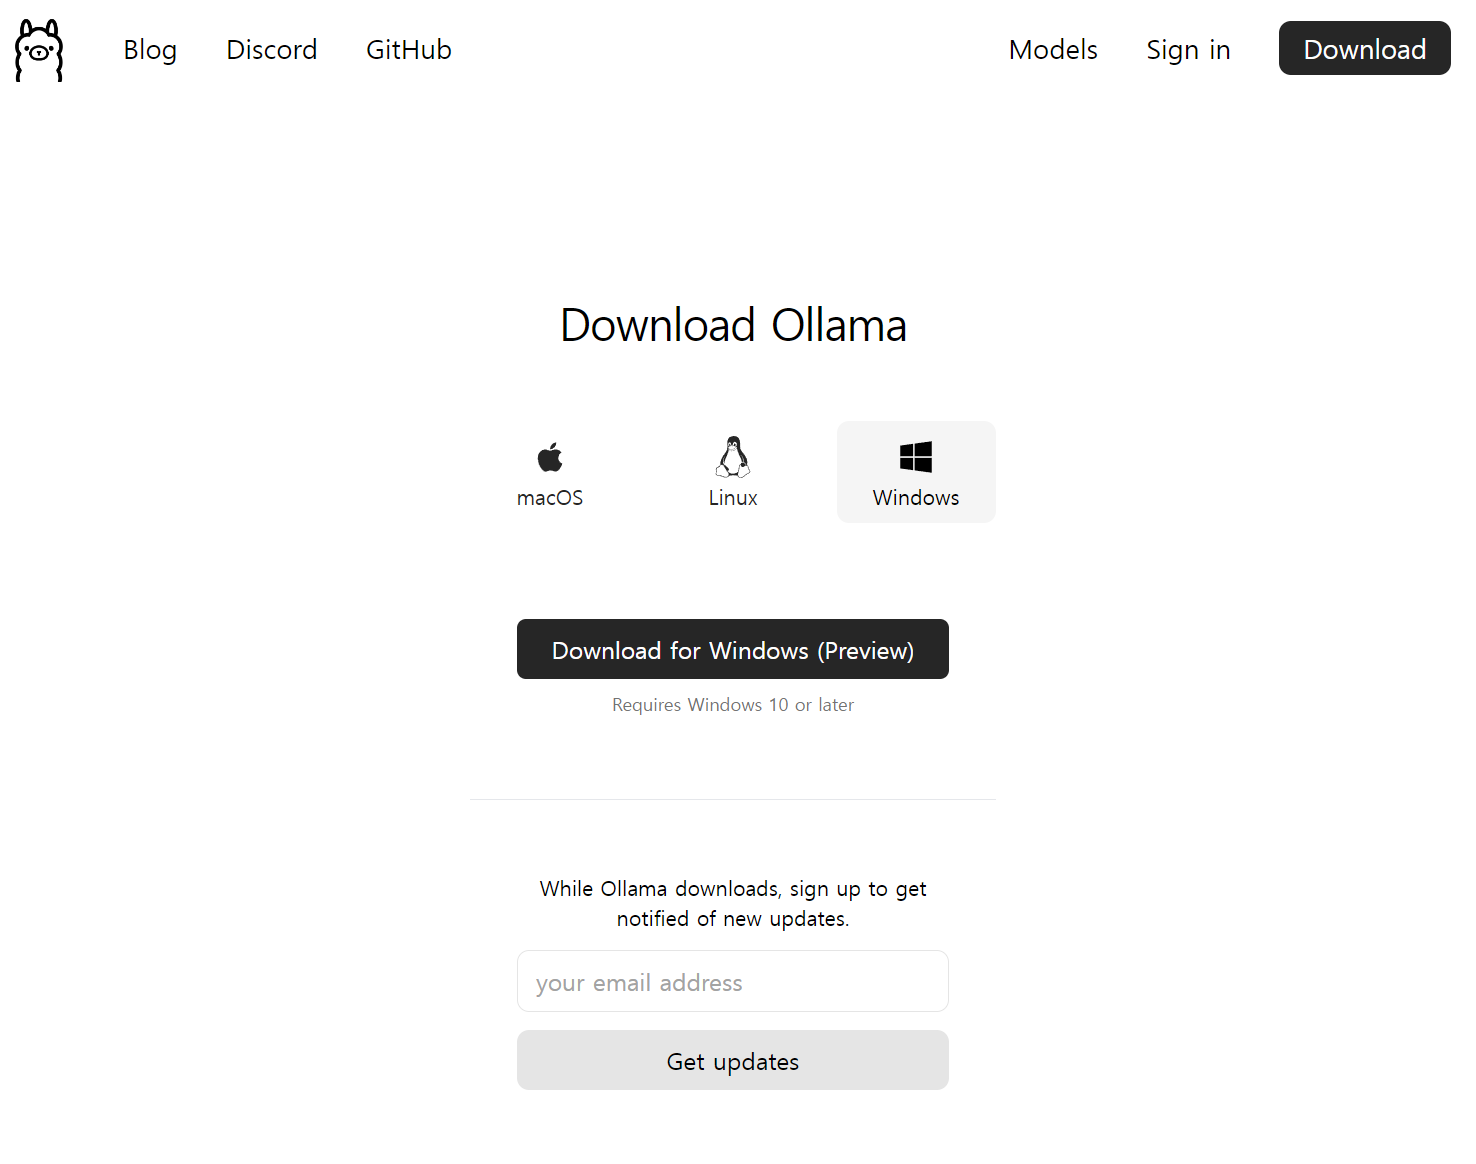 Blog Discord GitHub Models Sign in Download
Download Ollama
macOS Linux Windows
Download for Windows (Preview)
Requires Windows 10 or later
While Ollama downloads, sign up to get
notified of new updates.
your email address
Get updates